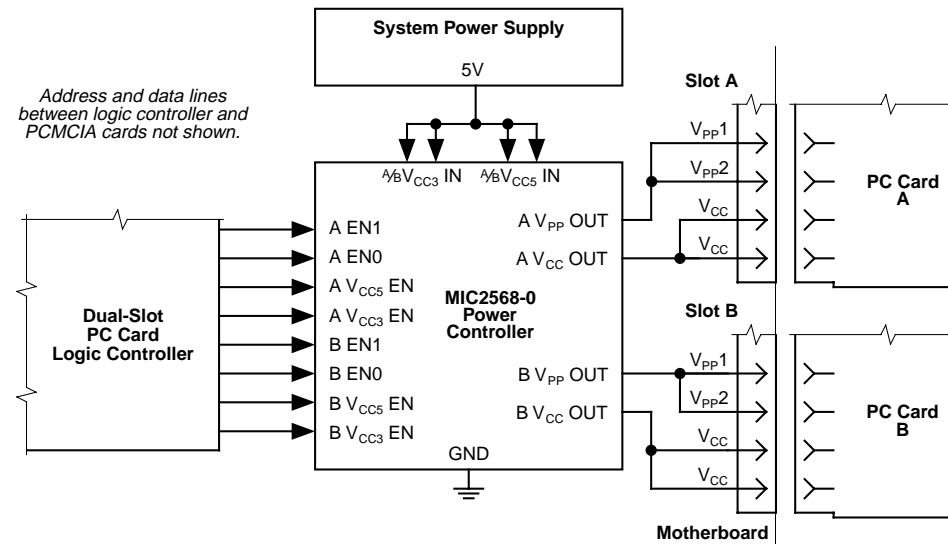 System Power Supply
5V
Address and data lines
between logic controller and
PCMCIA cards not shown.
Slot A
A/BVCC3 IN
A/BVCC5 IN
VPP1
VPP2
VCC
VCC
PC Card
A
A EN1
A EN0
A VCC5 EN
A VCC3 EN
B EN1
B EN0
B VCC5 EN
B VCC3 EN
A VPP OUT
A VCC OUT
Dual-Slot
PC Card
Logic Controller
MIC2568-0
Power
Controller
Slot B
B VPP OUT
B VCC OUT
GND
VPP1
VPP2
VCC
VCC
PC Card
B
Motherboard